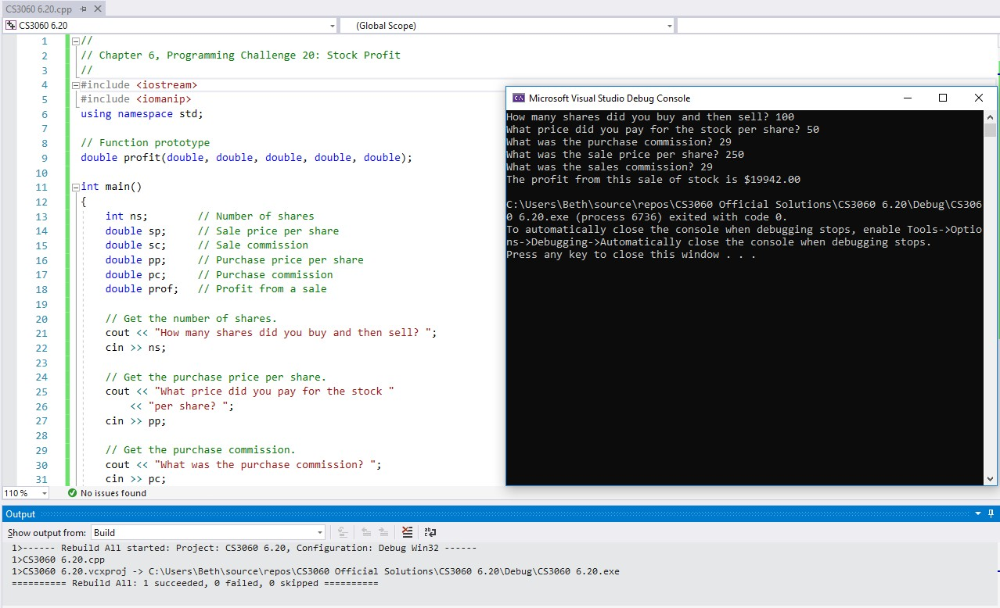 CS3060 6.20.cpp
CS3060 6.20 (Global Scope)
1 //
2 // Chapter 6, Programming Challenge 20: Stock Profit
3 //
4 #include <iostream>
5 #include <iomanip>
6 using namespace std;
7
8 // Function prototype
9 double profit(double, double, double, double, double);
10
11 int main()
12 {
13 int ns; // Number of shares
14 double sp; // Sale price per share
15 double sc; // Sale commission
16 double pp; // Purchase price per share
17 double pc; // Purchase commission
18 double prof; // Profit from a sale
19
20 // Get the number of shares.
21 cout << "How many shares did you buy and then sell? ";
22 cin >> ns;
23
24 // Get the purchase price per share.
25 cout << "What price did you pay for the stock "
26 << "per share? ";
27 cin >> pp;
28
29 // Get the purchase commission.
30 cout << "What was the purchase commission? ";
31 cin >> pc;
110 % No issues found
Microsoft Visual Studio Debug Console
How many shares did you buy and then sell? 100
What price did you pay for the stock per share? 50
What was the purchase commission? 29
What was the sale price per share? 250
What was the sales commission? 29
The profit from this sale of stock is $19942.00
C:\Users\Beth\source\repos\CS3060 Official Solutions\CS3060 6.20\Debug\CS306
0 6.20.exe (process 6736) exited with code 0.
To automatically close the console when debugging stops, enable Tools->Optio
ns->Debugging->Automatically close the console when debugging stops.
Press any key to close this window . . .
Output
Show output from: Build
1>------ Rebuild All started: Project: CS3060 6.20, Configuration: Debug Win32 ------
1>CS3060 6.20.cpp
1>CS3060 6.20.vcxproj -> C:\Users\Beth\source\repos\CS3060 Official Solutions\CS3060 6.20\Debug\CS3060 6.20.exe
========== Rebuild All: 1 succeeded, 0 failed, 0 skipped ==========